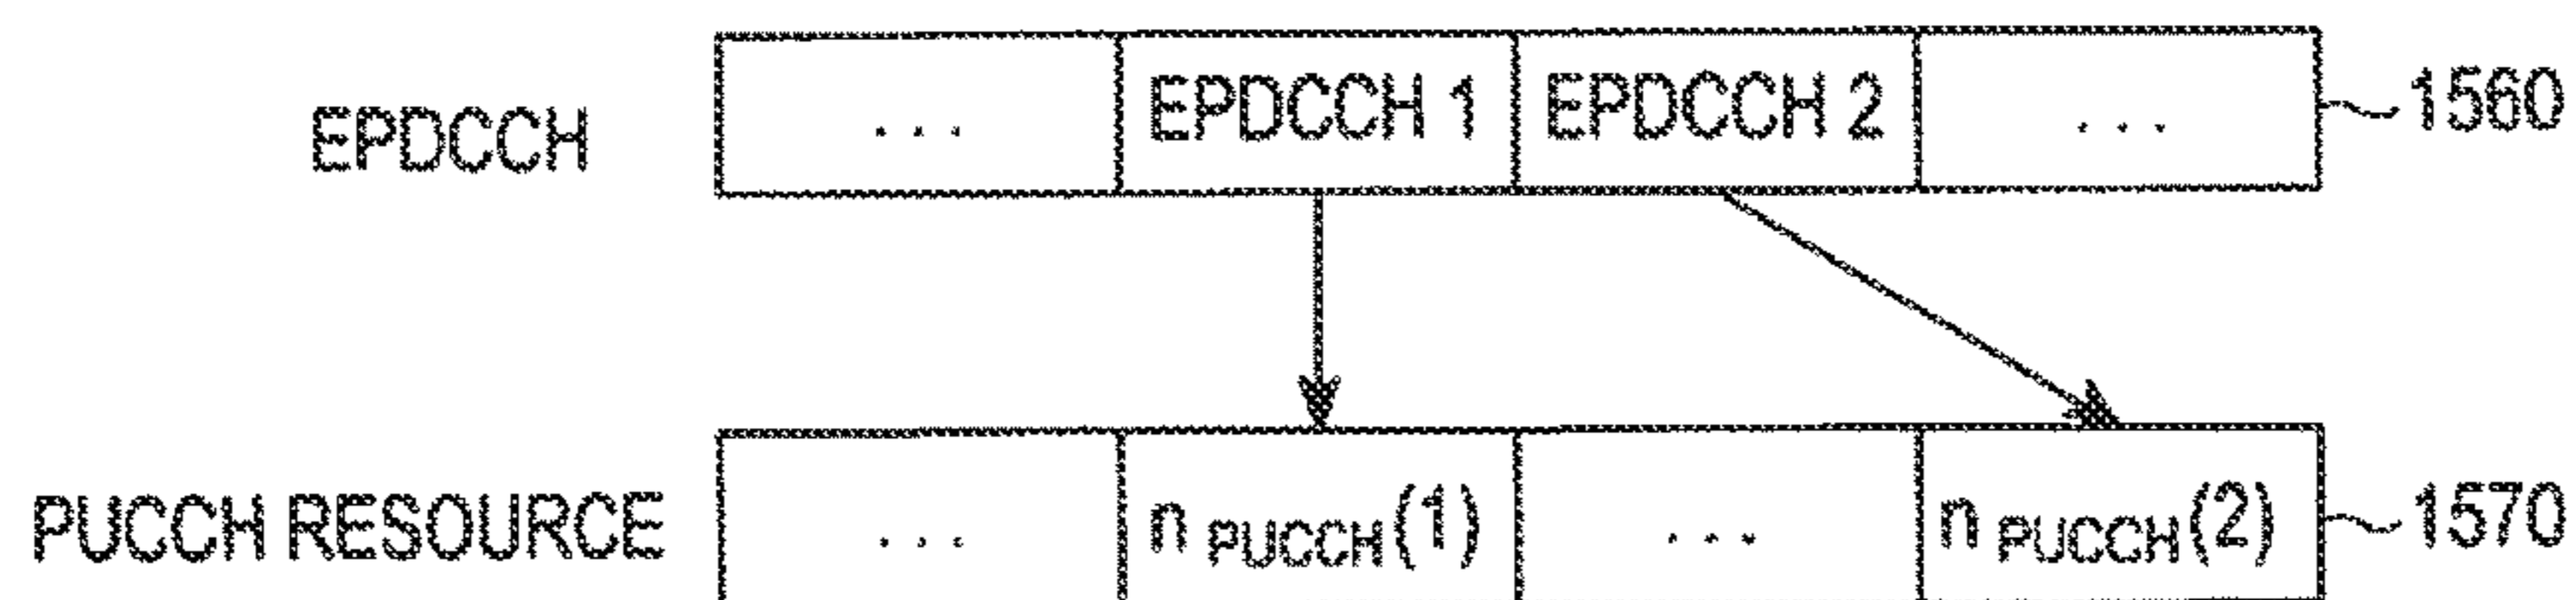 EPDCCH ... EPDCCH 1 EPDCCH 2 ... 1560
PUCCH RESOURCE ... n PUCCH(1) ... n PUCCH(2) 1570